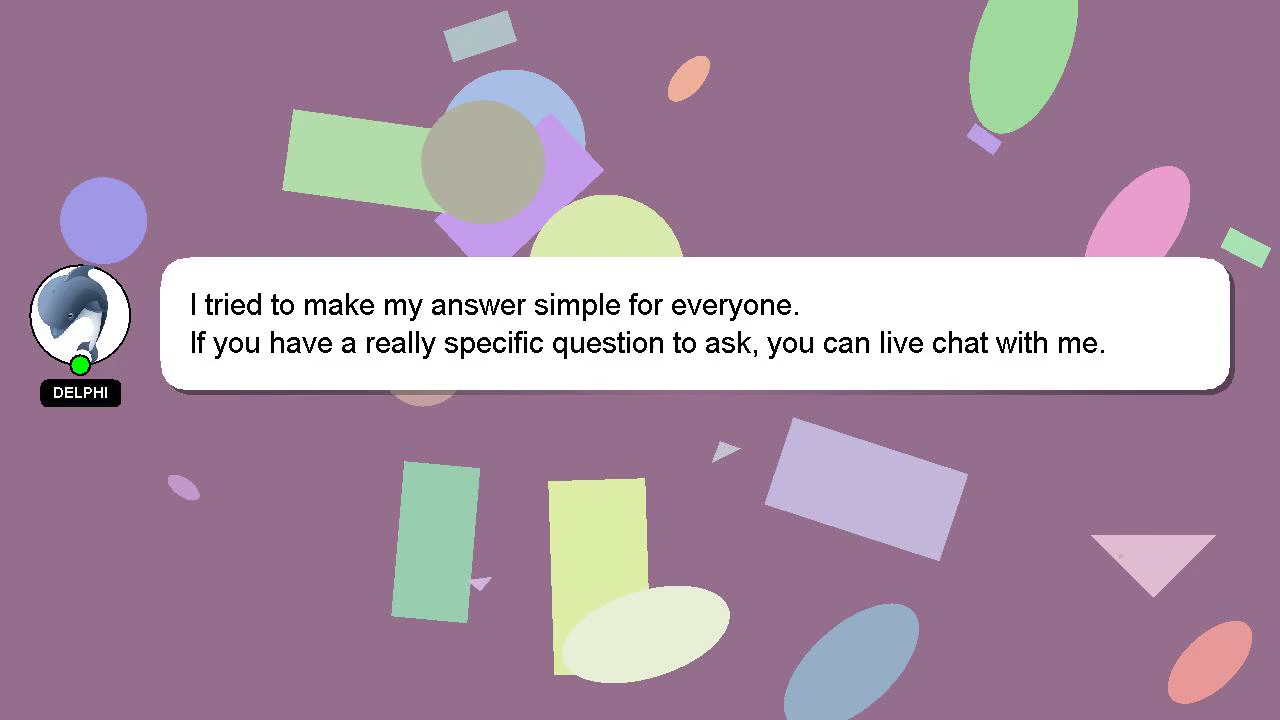 I tried to make my answer simple for everyone.
If you have a really specific question to ask, you can live chat with me.
DELPHI